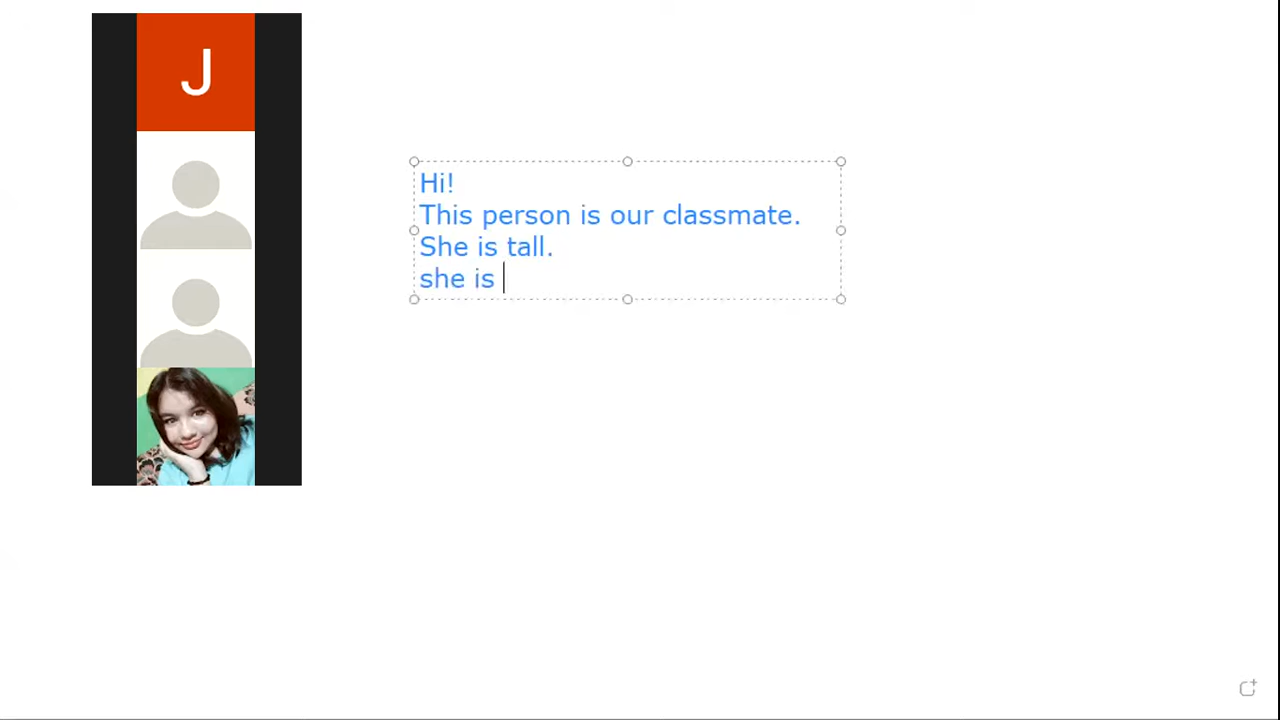 J
Hi!
This person is our classmate.
She is tall.
she is